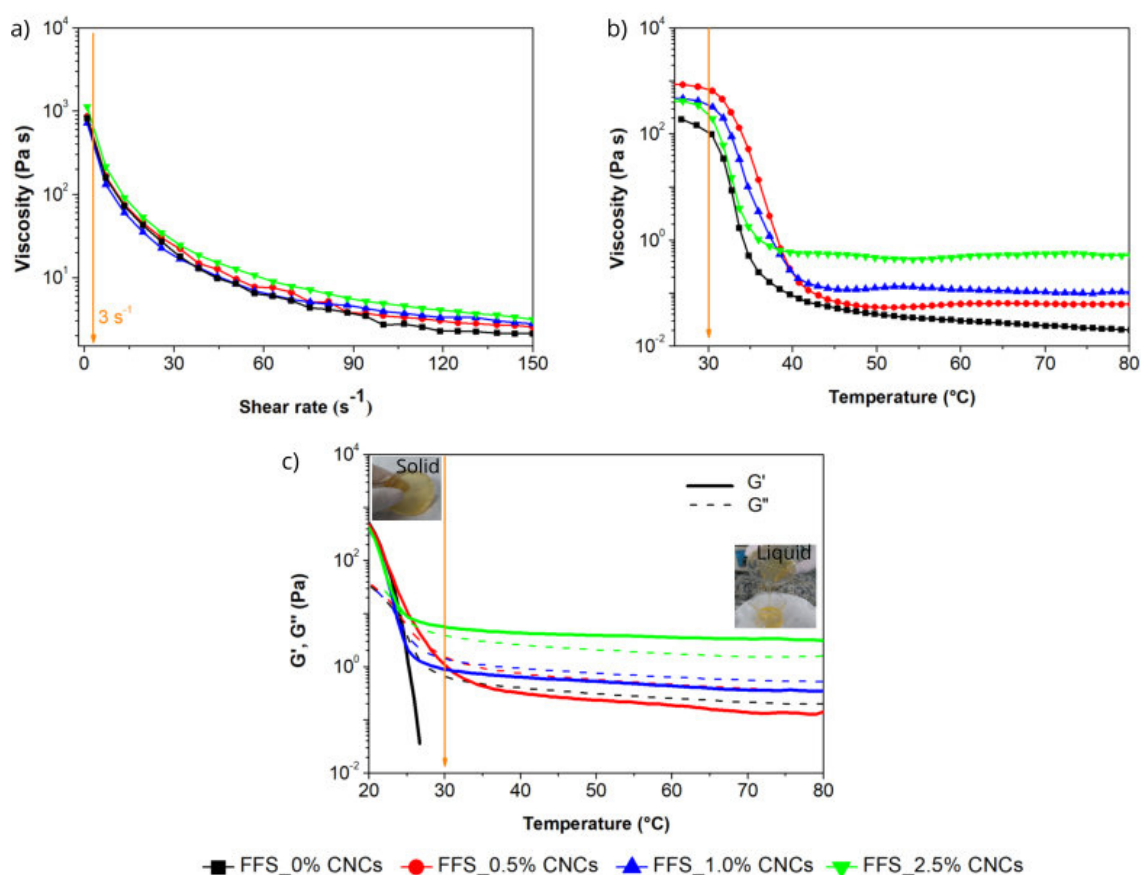 a)
Viscosity (Pa s)
10⁴
10³
10²
10¹
3 s⁻¹
0 30 60 90 120 150
Shear rate (s⁻¹)
b)
Viscosity (Pa s)
10⁴
10²
10⁰
10⁻²
30 40 50 60 70 80
Temperature (°C)
c)
G', G'' (Pa)
10⁴
10²
10⁰
10⁻²
Solid
G'
G''
Liquid
20 30 40 50 60 70 80
Temperature (°C)
FFS_0% CNCs FFS_0.5% CNCs FFS_1.0% CNCs FFS_2.5% CNCs